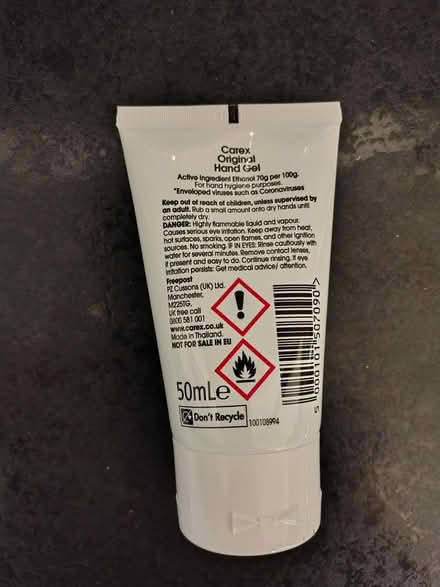 Carex
Original
Hand Gel
Active Ingredient Ethanol 70g per 100g.
For hand hygiene purposes.
*Enveloped viruses such as Coronaviruses
Keep out of reach of children, unless supervised by
an adult. Rub a small amount onto dry hands until
completely dry.
DANGER: Highly flammable liquid and vapour.
Causes serious eye irritation. Keep away from heat,
hot surfaces, sparks, open flames, and other ignition
sources. No smoking. IF IN EYES: Rinse cautiously with
water for several minutes. Remove contact lenses,
if present and easy to do. Continue rinsing. If eye
irritation persists: Get medical advice/ attention.
Freepost
PZ Cussons (UK) Ltd.
Manchester,
M225TG,
UK free call
0800 581 001
www.carex.co.uk
Made in Thailand.
NOT FOR SALE IN EU
50mLe
Don't Recycle
100108994
5 000101 507090 >